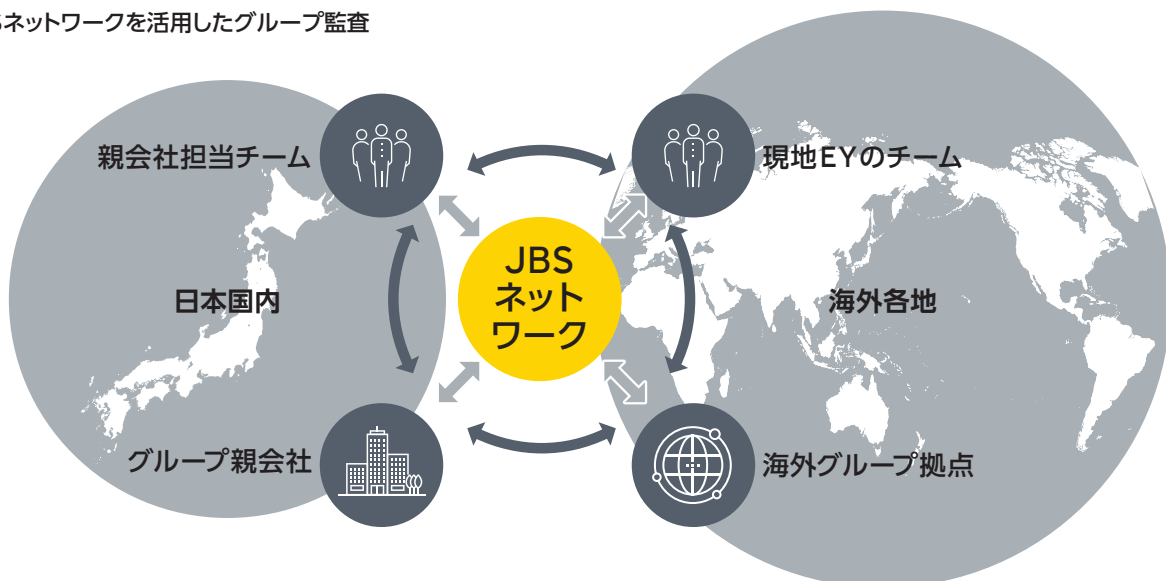 Sネットワークを活用したグループ監査
親会社担当チーム
現地EYのチーム
JBS
ネット
ワーク
日本国内
海外各地
グループ親会社
海外グループ拠点